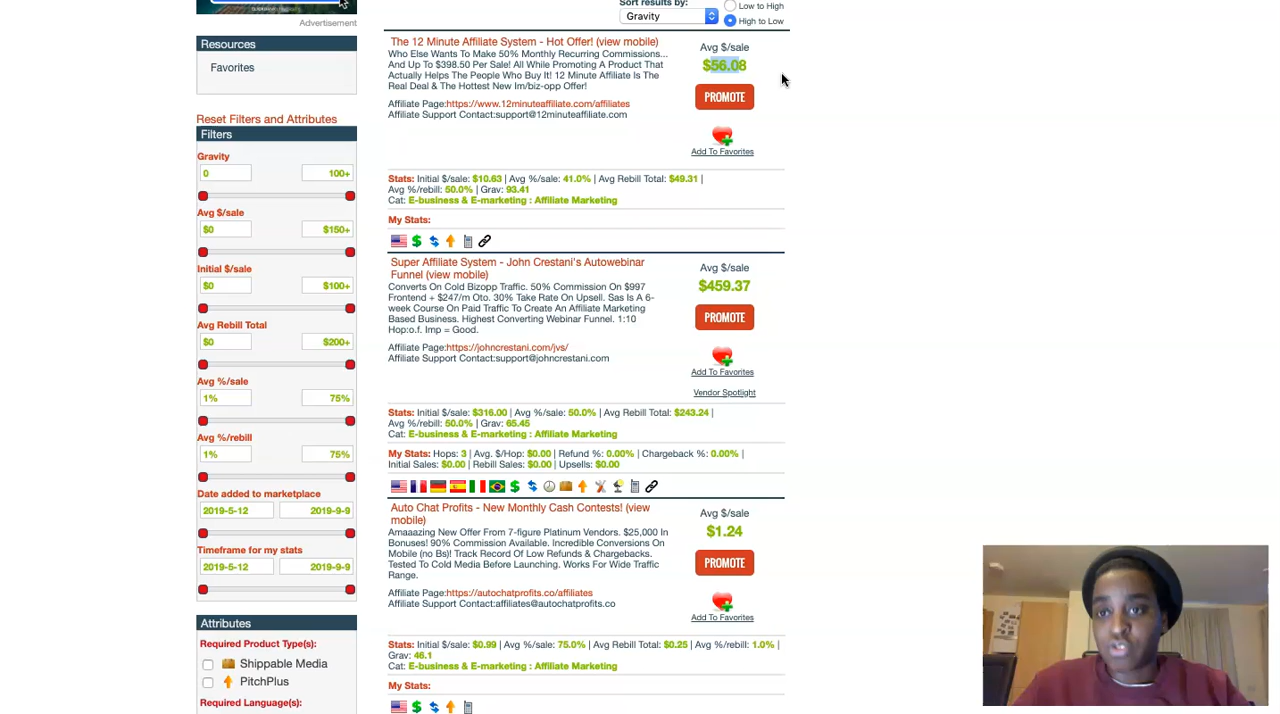 Advertisement
Sort results by:
Gravity
Low to High
High to Low
Resources
Favorites
Reset Filters and Attributes
Filters
Gravity
0 100+
Avg $/sale
$0 $150+
Initial $/sale
$0 $100+
Avg Rebill Total
$0 $200+
Avg %/sale
1% 75%
Avg %/rebill
1% 75%
Date added to marketplace
2019-5-12 2019-9-9
Timeframe for my stats
2019-5-12 2019-9-9
Attributes
Required Product Type(s):
Shippable Media
PitchPlus
Required Language(s):
The 12 Minute Affiliate System - Hot Offer! (view mobile)
Who Else Wants To Make 50% Monthly Recurring Commissions...
And Up To $398.50 Per Sale! All While Promoting A Product That
Actually Helps The People Who Buy It! 12 Minute Affiliate Is The
Real Deal & The Hottest New Im/biz-opp Offer!
Affiliate Page:https://www.12minuteaffiliate.com/affiliates
Affiliate Support Contact:support@12minuteaffiliate.com
Avg $/sale
$56.08
PROMOTE
Add To Favorites
Stats: Initial $/sale: $10.63 | Avg %/sale: 41.0% | Avg Rebill Total: $49.31 |
Avg %/rebill: 50.0% | Grav: 93.41
Cat: E-business & E-marketing : Affiliate Marketing
My Stats:
Super Affiliate System - John Crestani's Autowebinar
Funnel (view mobile)
Converts On Cold Bizopp Traffic. 50% Commission On $997
Frontend + $247/m Oto. 30% Take Rate On Upsell. Sas Is A 6-
week Course On Paid Traffic To Create An Affiliate Marketing
Based Business. Highest Converting Webinar Funnel. 1:10
Hop:o.f. Imp = Good.
Affiliate Page:https://johncrestani.com/jvs/
Affiliate Support Contact:support@johncrestani.com
Avg $/sale
$459.37
PROMOTE
Add To Favorites
Vendor Spotlight
Stats: Initial $/sale: $316.00 | Avg %/sale: 50.0% | Avg Rebill Total: $243.24 |
Avg %/rebill: 50.0% | Grav: 65.45
Cat: E-business & E-marketing : Affiliate Marketing
My Stats: Hops: 3 | Avg. $/Hop: $0.00 | Refund %: 0.00% | Chargeback %: 0.00% |
Initial Sales: $0.00 | Rebill Sales: $0.00 | Upsells: $0.00
Auto Chat Profits - New Monthly Cash Contests! (view
mobile)
Amaaazing New Offer From 7-figure Platinum Vendors. $25,000 In
Bonuses! 90% Commission Available. Incredible Conversions On
Mobile (no Bs)! Track Record Of Low Refunds & Chargebacks.
Tested To Cold Media Before Launching. Works For Wide Traffic
Range.
Affiliate Page:https://autochatprofits.co/affiliates
Affiliate Support Contact:affiliates@autochatprofits.co
Avg $/sale
$1.24
PROMOTE
Add To Favorites
Stats: Initial $/sale: $0.99 | Avg %/sale: 75.0% | Avg Rebill Total: $0.25 | Avg %/rebill: 1.0% |
Grav: 46.1
Cat: E-business & E-marketing : Affiliate Marketing
My Stats: